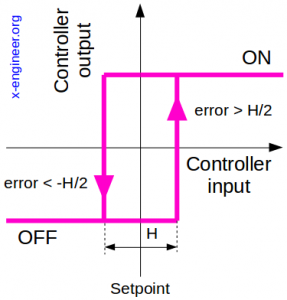 x-engineer.org
Controller
output
ON
error > H/2
Controller
input
error < -H/2
OFF
H
Setpoint